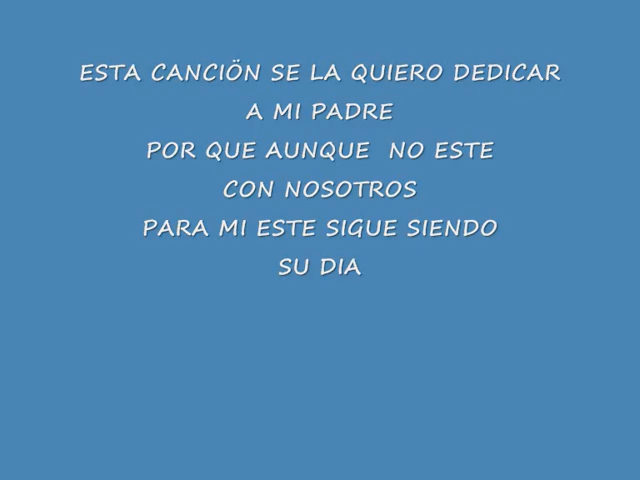 ESTA CANCIÖN SE LA QUIERO DEDICAR
A MI PADRE
POR QUE AUNQUE  NO ESTE
CON NOSOTROS
PARA MI ESTE SIGUE SIENDO
SU DIA